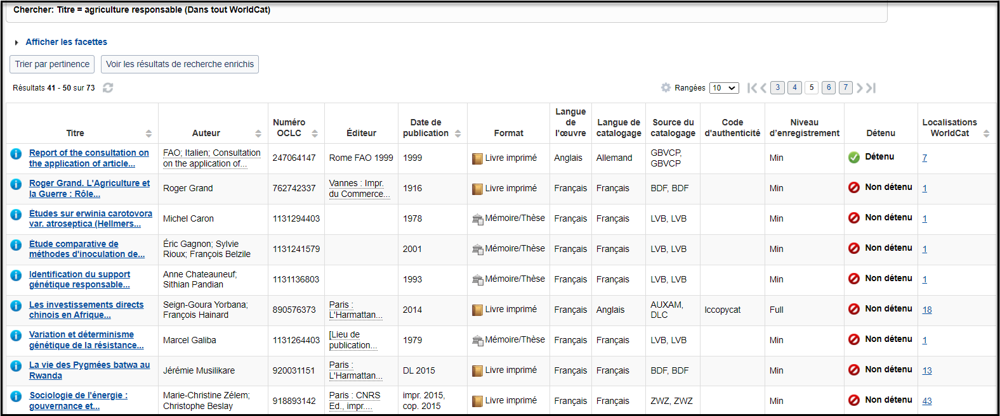 Chercher: Titre = agriculture responsable (Dans tout WorldCat)
Afficher les facettes
Trier par pertinence Voir les résultats de recherche enrichis
Résultats 41 - 50 sur 73 Rangées 10 3 4 5 6 7
Titre Auteur Numéro OCLC Éditeur Date de publication Format Langue de l'œuvre Langue de catalogage Source du catalogage Code d'authenticité Niveau d'enregistrement Détenu Localisations WorldCat
Report of the consultation on the application of article... FAO; Italien; Consultation on the application of... 247064147 Rome FAO 1999 1999 Livre imprimé Anglais Allemand GBVCP, GBVCP Min Détenu 7
Roger Grand. L'Agriculture et la Guerre : Rôle... Roger Grand 762742337 Vannes : Impr. du Commerce... 1916 Livre imprimé Français Français BDF, BDF Min Non détenu 1
Études sur erwinia carotovora var. atroseptica (Hellmers... Michel Caron 1131294403 1978 Mémoire/Thèse Français Français LVB, LVB Min Non détenu 1
Étude comparative de méthodes d'inoculation de... Éric Gagnon; Sylvie Rioux; François Belzile 1131241579 2001 Mémoire/Thèse Français Français LVB, LVB Min Non détenu 1
Identification du support génétique responsable... Anne Chateauneuf; Sithian Pandian 1131136803 1993 Mémoire/Thèse Français Français LVB, LVB Min Non détenu 1
Les investissements directs chinois en Afrique... Seign-Goura Yorbana; François Hainard 890576373 Paris : L'Harmattan... 2014 Livre imprimé Français Anglais AUXAM, DLC lccopycat Full Non détenu 18
Variation et déterminisme génétique de la résistance... Marcel Galiba 1131264403 [Lieu de publication... 1979 Mémoire/Thèse Français Français LVB, LVB Min Non détenu 1
La vie des Pygmées batwa au Rwanda Jérémie Musilikare 920031151 Paris : L'Harmattan... DL 2015 Livre imprimé Français Français BDF, BDF Min Non détenu 13
Sociologie de l'énergie : gouvernance et... Marie-Christine Zélem; Christophe Beslay 918893142 Paris : CNRS Ed., impr.... impr. 2015, cop. 2015 Livre imprimé Français Français ZWZ, ZWZ Min Non détenu 43